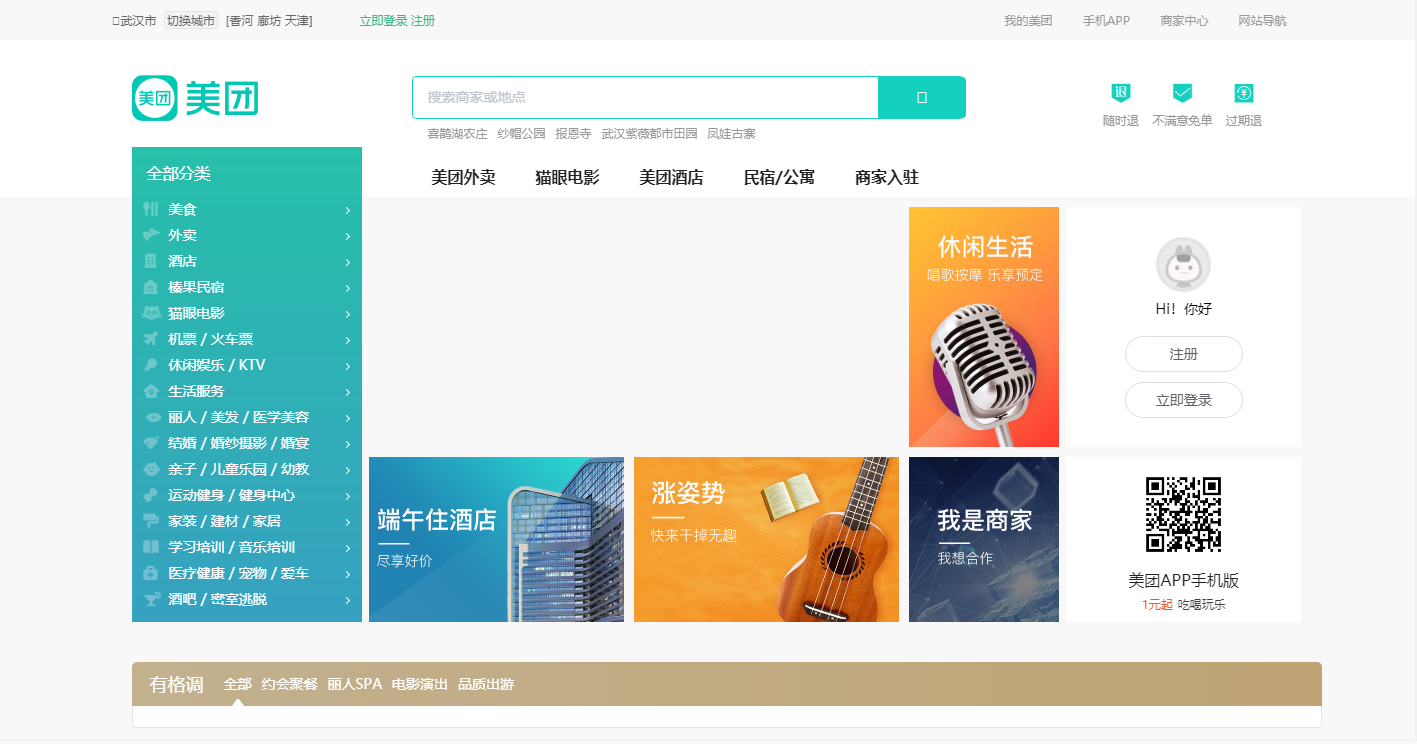 武汉市 切换城市 [香河 廊坊 天津] 立即登录 注册 我的美团 手机APP 商家中心 网站导航
美团 美团
搜索商家或地点
喜鹊湖农庄 纱帽公园 报恩寺 武汉紫薇都市田园 凤娃古寨
退 ¥
随时退 不满意免单 过期退
全部分类
美团外卖 猫眼电影 美团酒店 民宿/公寓 商家入驻
美食
外卖
酒店
榛果民宿
猫眼电影
机票 / 火车票
休闲娱乐 / KTV
生活服务
丽人 / 美发 / 医学美容
结婚 / 婚纱摄影 / 婚宴
亲子 / 儿童乐园 / 幼教
运动健身 / 健身中心
家装 / 建材 / 家居
学习培训 / 音乐培训
医疗健康 / 宠物 / 爱车
酒吧 / 密室逃脱
休闲生活
唱歌按摩 乐享预定
Hi! 你好
注册
立即登录
端午住酒店
尽享好价
涨姿势
快来干掉无趣
我是商家
我想合作
美团APP手机版
1元起 吃喝玩乐
有格调 全部 约会聚餐 丽人SPA 电影演出 品质出游